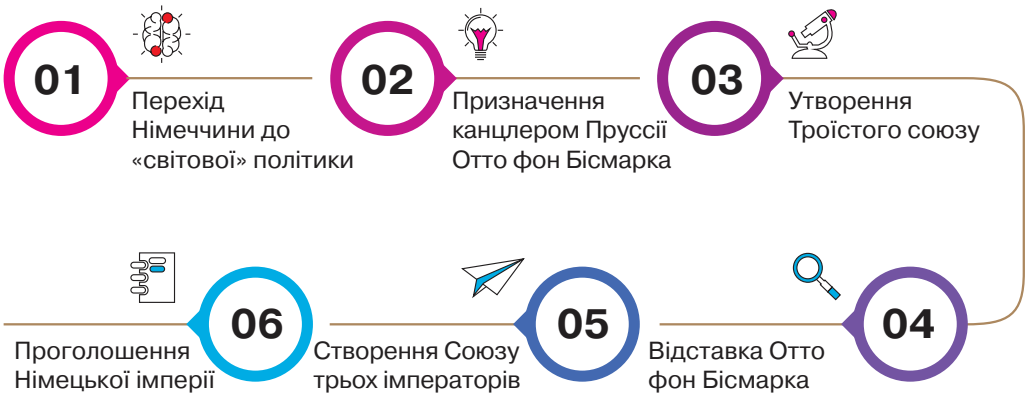 01
Перехід
Німеччини до
«світової» політики
02
Призначення
канцлером Пруссії
Отто фон Бісмарка
03
Утворення
Троїстого союзу
04
Відставка Отто
фон Бісмарка
05
Створення Союзу
трьох імператорів
06
Проголошення
Німецької імперії